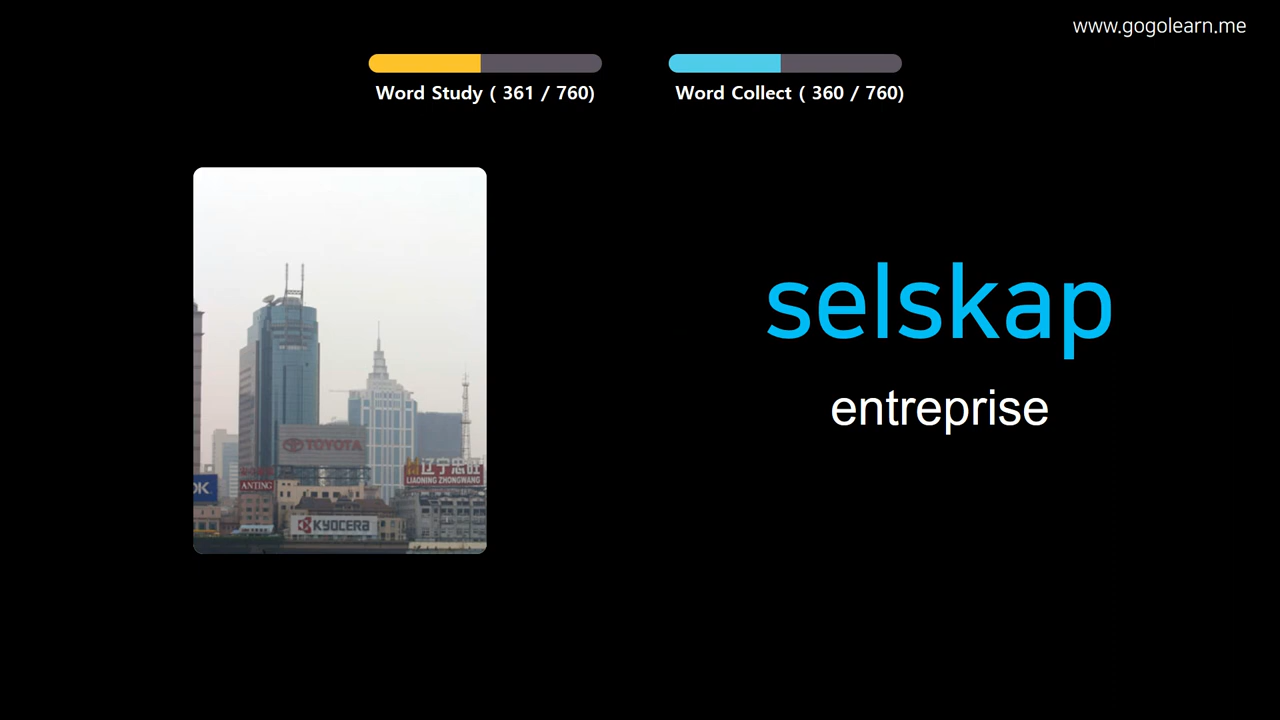 www.gogolearn.me
Word Study ( 361 / 760)
Word Collect ( 360 / 760)
selskap
entreprise
TOYOTA
辽宁忠旺
LIAONING ZHONGWANG
ANTING
OK.
KYOCERA